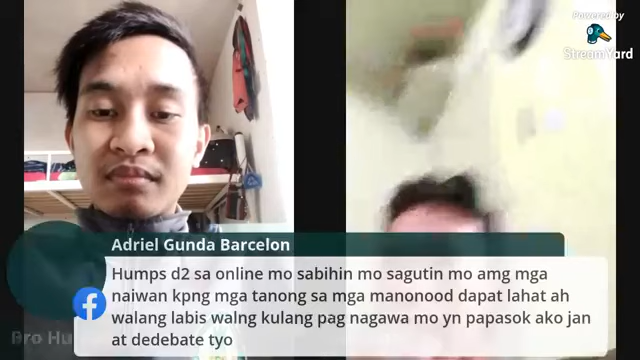 Powered by
StreamYard
Adriel Gunda Barcelon
Humps d2 sa online mo sabihin mo sagutin mo amg mga
naiwan kpng mga tanong sa mga manonood dapat lahat ah
walang labis walng kulang pag nagawa mo yn papasok ako jan
at dedebate tyo
Bro